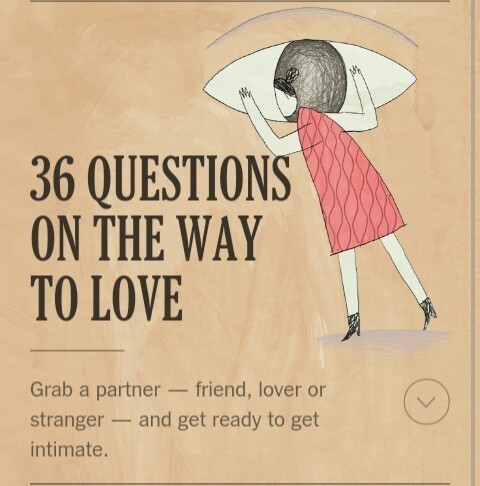 36 QUESTIONS
ON THE WAY
TO LOVE
Grab a partner — friend, lover or
stranger — and get ready to get
intimate.